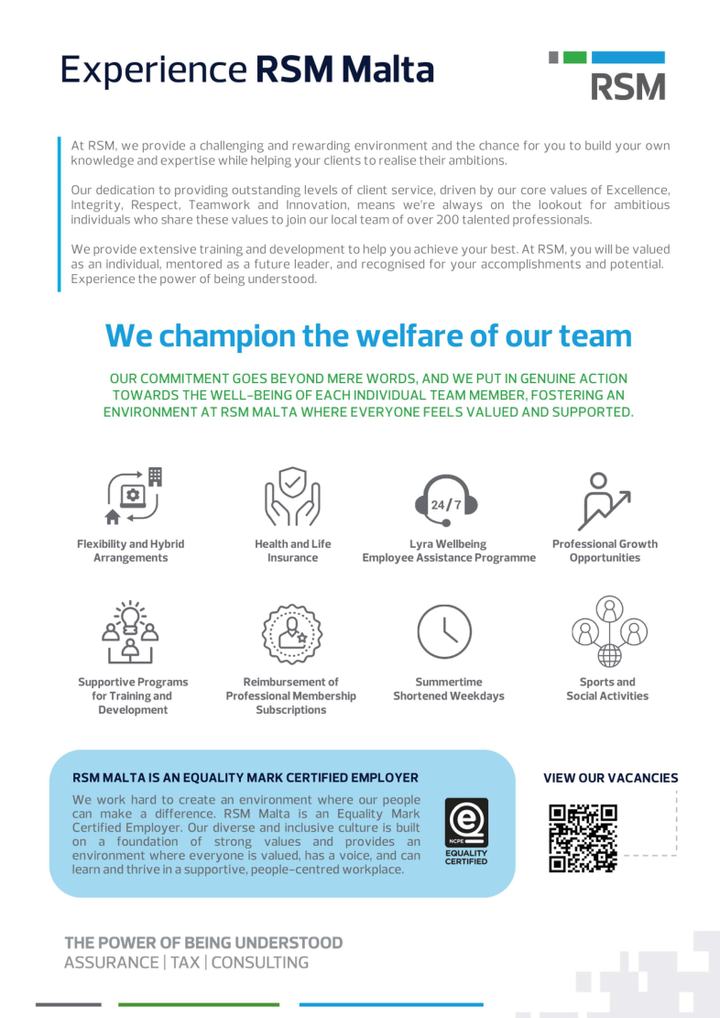 Experience RSM Malta
RSM
At RSM, we provide a challenging and rewarding environment and the chance for you to build your own
knowledge and expertise while helping your clients to realise their ambitions.
Our dedication to providing outstanding levels of client service, driven by our core values of Excellence,
Integrity, Respect, Teamwork and Innovation, means we're always on the lookout for ambitious
individuals who share these values to join our local team of over 200 talented professionals.
We provide extensive training and development to help you achieve your best. At RSM, you will be valued
as an individual, mentored as a future leader, and recognised for your accomplishments and potential.
Experience the power of being understood.
We champion the welfare of our team
OUR COMMITMENT GOES BEYOND MERE WORDS, AND WE PUT IN GENUINE ACTION
TOWARDS THE WELL-BEING OF EACH INDIVIDUAL TEAM MEMBER, FOSTERING AN
ENVIRONMENT AT RSM MALTA WHERE EVERYONE FEELS VALUED AND SUPPORTED.
Flexibility and Hybrid
Arrangements
Health and Life
Insurance
24/7
Lyra Wellbeing
Employee Assistance Programme
Professional Growth
Opportunities
Supportive Programs
for Training and
Development
Reimbursement of
Professional Membership
Subscriptions
Summertime
Shortened Weekdays
Sports and
Social Activities
RSM MALTA IS AN EQUALITY MARK CERTIFIED EMPLOYER
We work hard to create an environment where our people
can make a difference. RSM Malta is an Equality Mark
Certified Employer. Our diverse and inclusive culture is built
on a foundation of strong values and provides an
environment where everyone is valued, has a voice, and can
learn and thrive in a supportive, people-centred workplace.
e
NCPE
EQUALITY
CERTIFIED
VIEW OUR VACANCIES
THE POWER OF BEING UNDERSTOOD
ASSURANCE | TAX | CONSULTING